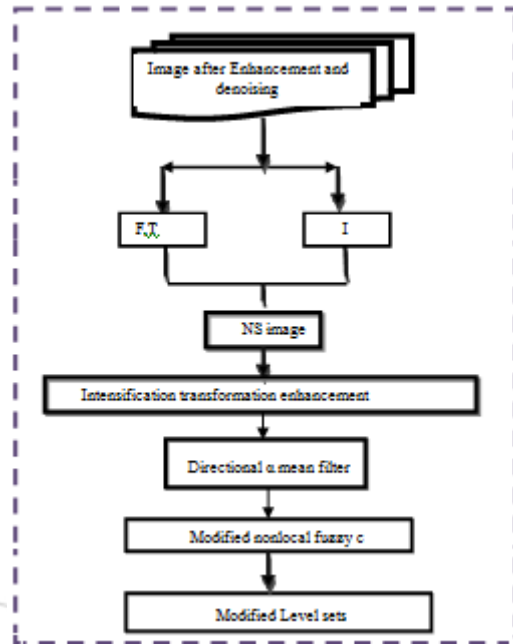 Image after Enhancement and
denoising
F,T
I
NS image
Intensification transformation enhancement
Directional α mean filter
Modified nonlocal fuzzy c
Modified Level sets